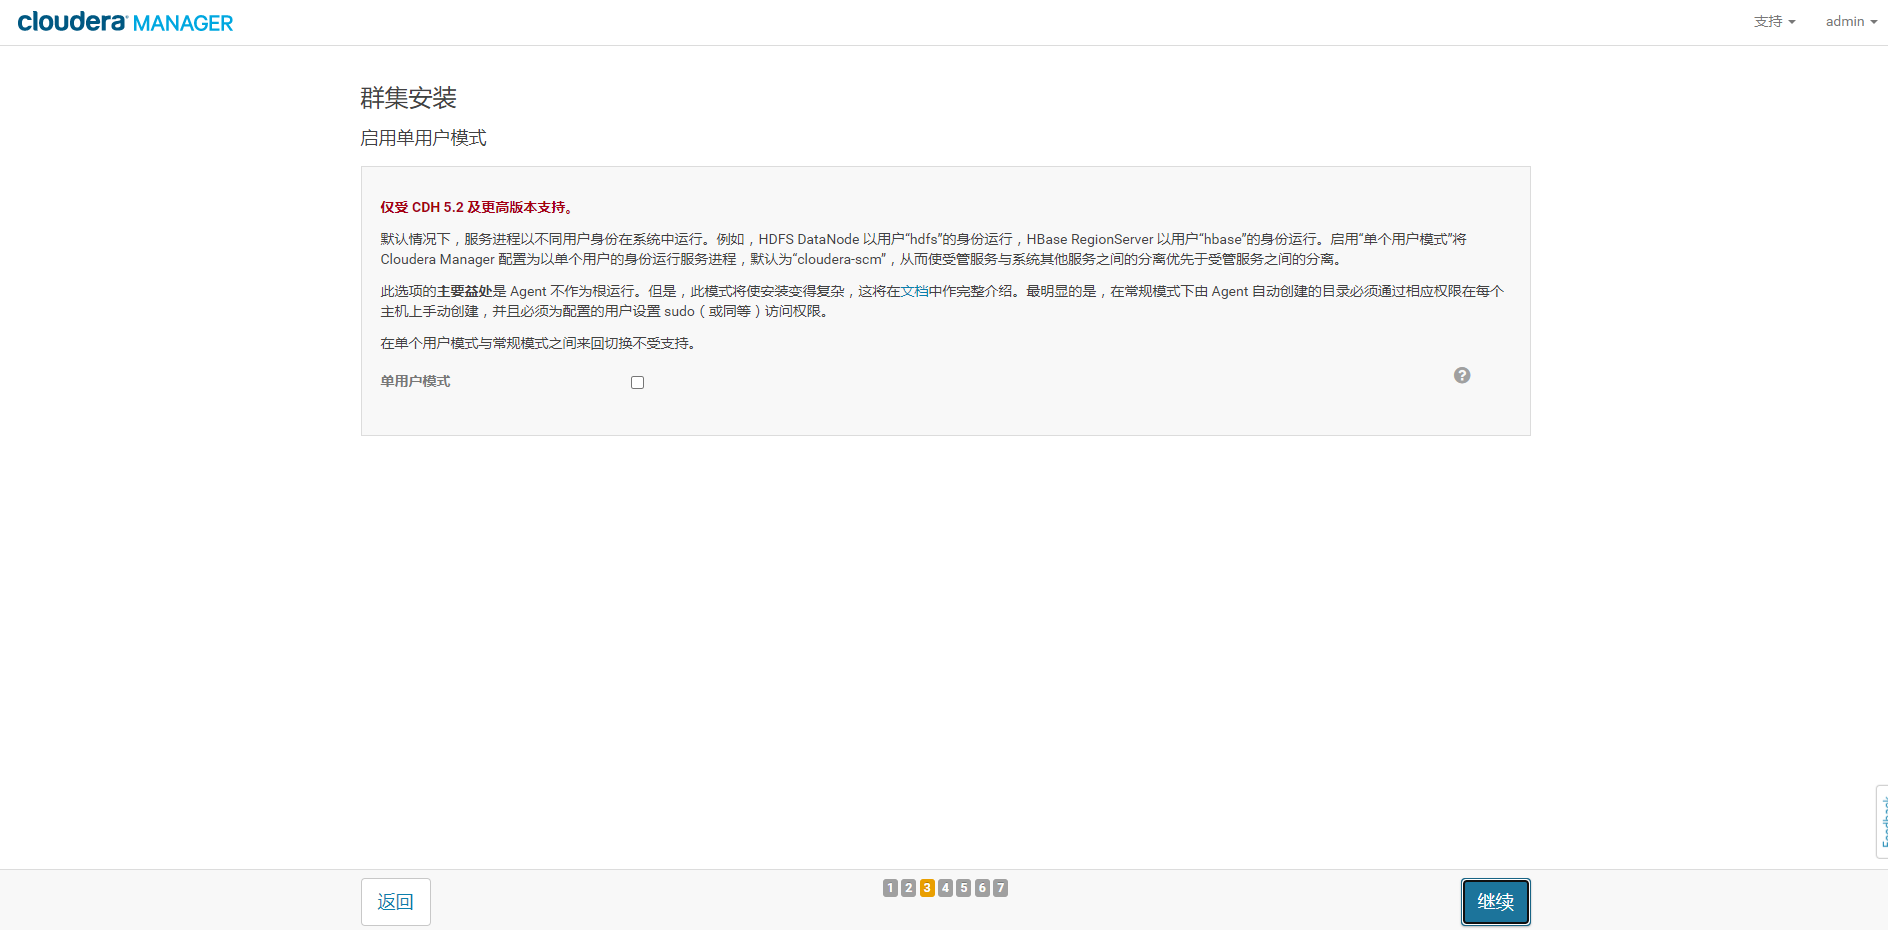 cloudera MANAGER
支持
admin
群集安装
启用单用户模式
仅受 CDH 5.2 及更高版本支持。
默认情况下，服务进程以不同用户身份在系统中运行。例如，HDFS DataNode 以用户“hdfs”的身份运行，HBase RegionServer 以用户“hbase”的身份运行。启用“单个用户模式”将
Cloudera Manager 配置为以单个用户的身份运行服务进程，默认为“cloudera-scm”，从而使受管服务与系统其他服务之间的分离优先于受管服务之间的分离。
此选项的主要益处是 Agent 不作为根运行。但是，此模式将使安装变得复杂，这将在文档中作完整介绍。最明显的是，在常规模式下由 Agent 自动创建的目录必须通过相应权限在每个
主机上手动创建，并且必须为配置的用户设置 sudo（或同等）访问权限。
在单个用户模式与常规模式之间来回切换不受支持。
单用户模式
?
Feedback
返回
1 2 3 4 5 6 7
继续